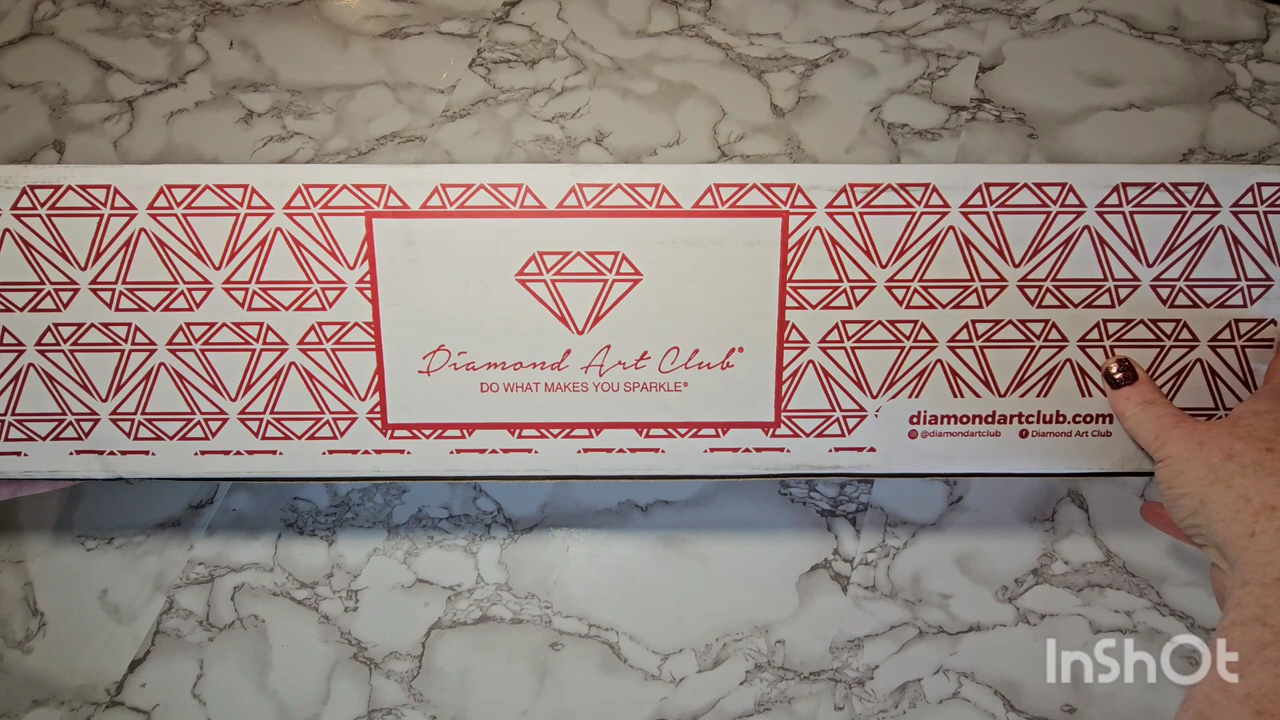 Diamond Art Club®
DO WHAT MAKES YOU SPARKLE®
diamondartclub.com
@diamondartclub Diamond Art Club
InShOt